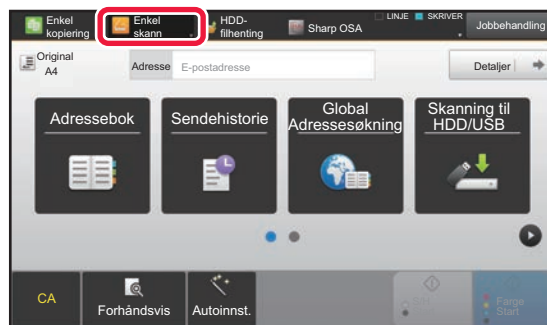 Enkel
kopiering
Enkel
skann
HDD-
filhenting
Sharp OSA
LINJE
SKRIVER
Jobbehandling
Original
A4
Adresse
E-postadresse
Detaljer
Adressebok
Sendehistorie
Global
Adressesøkning
Skanning til
HDD/USB
CA
Forhåndsvis
Autoinnst.
Farge
Start